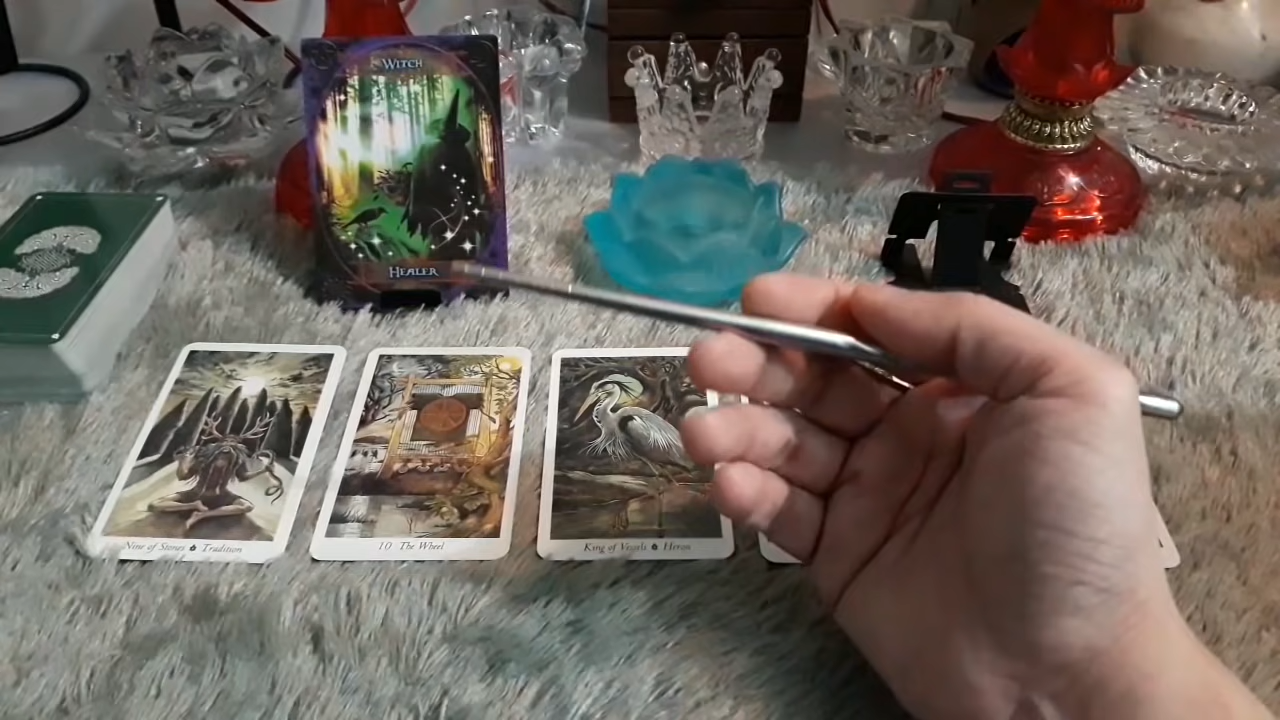 WITCH
HEALER
Nine of Stones Tradition
10 The Wheel
King of Vessels Heron